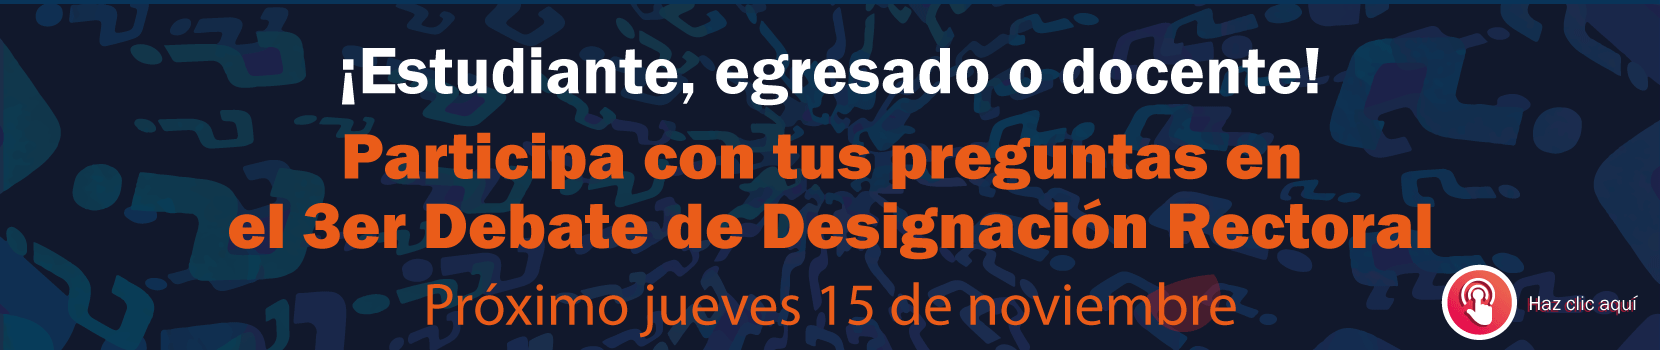 ¡Estudiante, egresado o docente!
Participa con tus preguntas en
el 3er Debate de Designación Rectoral
Próximo jueves 15 de noviembre
Haz clic aquí